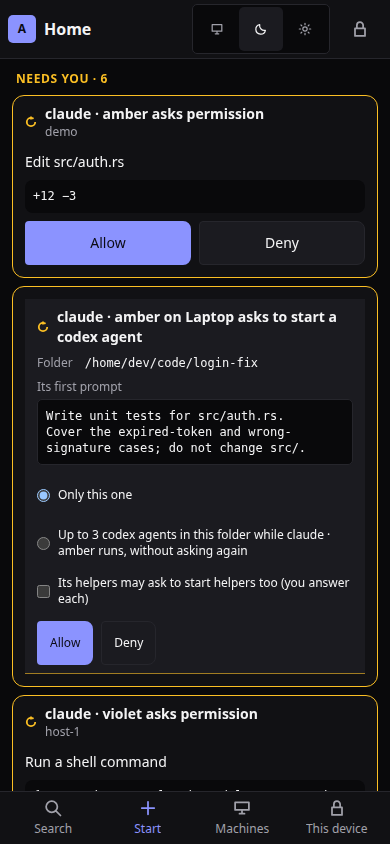 A Home
NEEDS YOU · 6
claude · amber asks permission
demo
Edit src/auth.rs
+12 −3
Allow Deny
claude · amber on Laptop asks to start a
codex agent
Folder /home/dev/code/login-fix
Its first prompt
Write unit tests for src/auth.rs.
Cover the expired-token and wrong-
signature cases; do not change src/.
Only this one
Up to 3 codex agents in this folder while claude ·
amber runs, without asking again
Its helpers may ask to start helpers too (you answer
each)
Allow Deny
claude · violet asks permission
host-1
Run a shell command
Search Start Machines This device